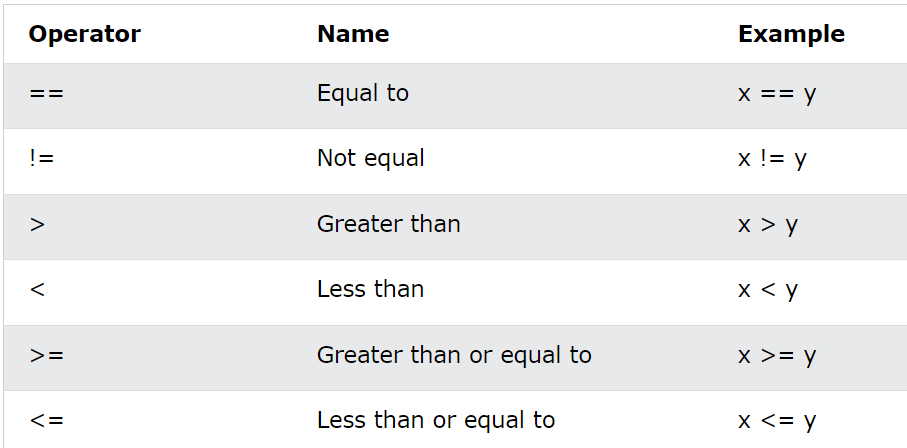 Operator Name Example
== Equal to x == y
!= Not equal x != y
> Greater than x > y
< Less than x < y
>= Greater than or equal to x >= y
<= Less than or equal to x <= y